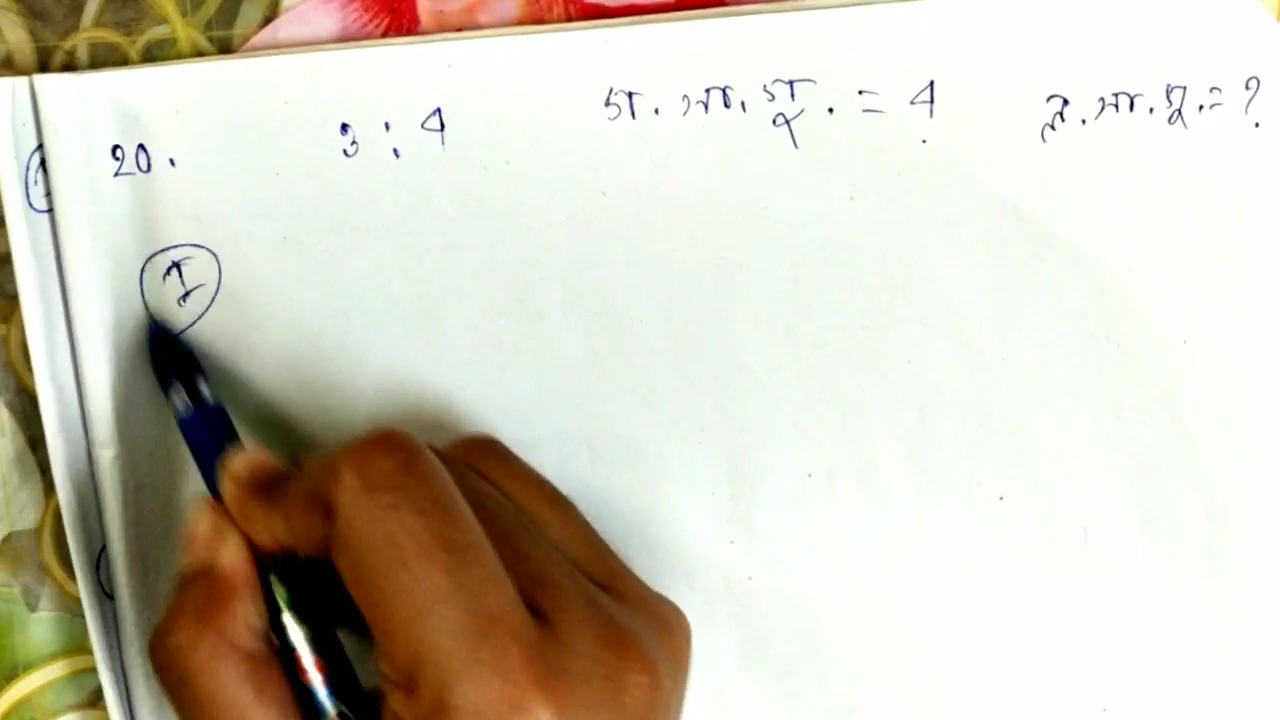 20. 3 : 4 গ. সা. গু. = 4 ল. সা. গু. = ?
I